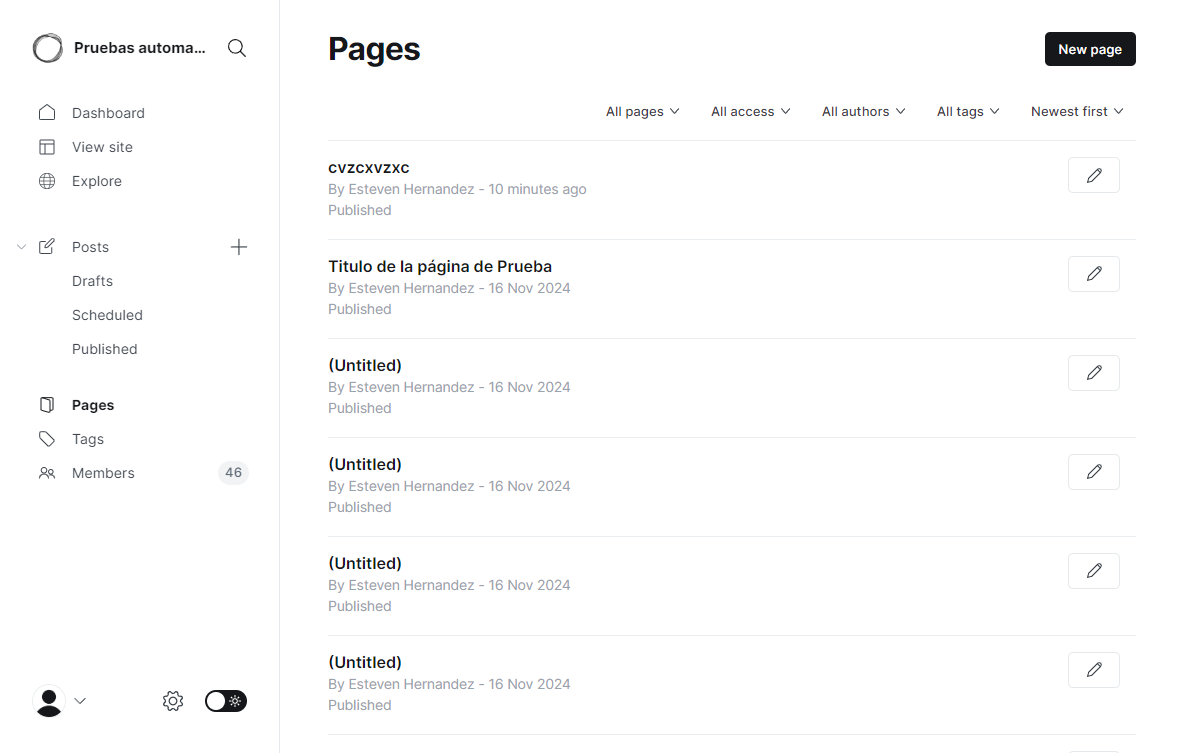 Pruebas automa...
Dashboard
View site
Explore
Posts
Drafts
Scheduled
Published
Pages
Tags
Members 46
Pages
New page
All pages All access All authors All tags Newest first
cvzcxvzxc
By Esteven Hernandez - 10 minutes ago
Published
Titulo de la página de Prueba
By Esteven Hernandez - 16 Nov 2024
Published
(Untitled)
By Esteven Hernandez - 16 Nov 2024
Published
(Untitled)
By Esteven Hernandez - 16 Nov 2024
Published
(Untitled)
By Esteven Hernandez - 16 Nov 2024
Published
(Untitled)
By Esteven Hernandez - 16 Nov 2024
Published